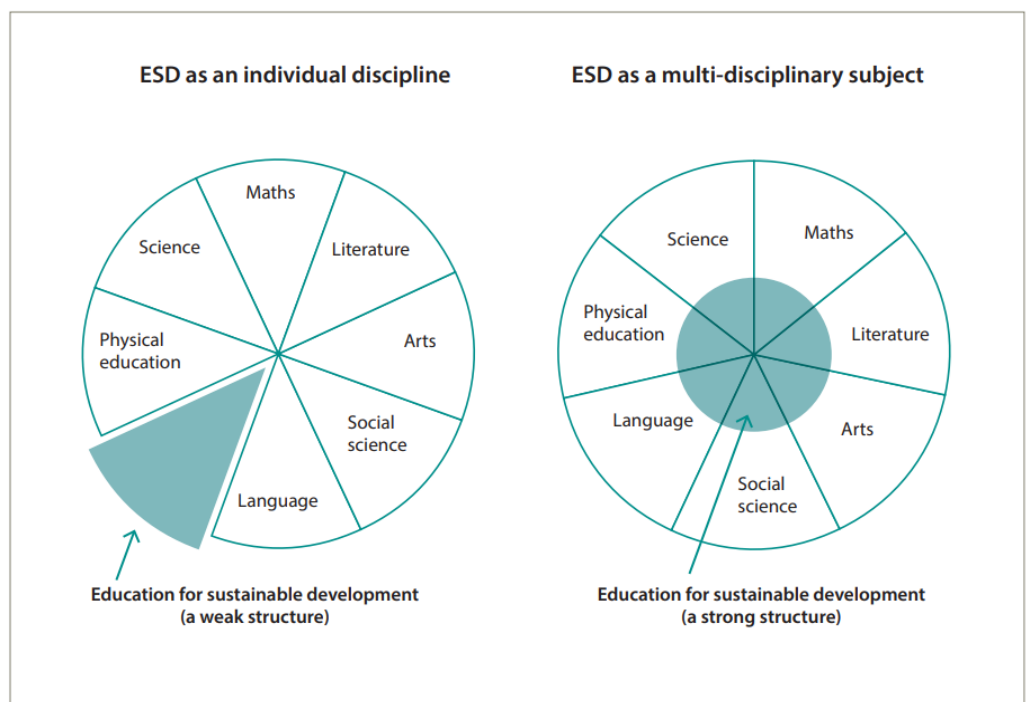 ESD as an individual discipline
Maths
Literature
Science
Arts
Physical
education
Social
science
Language
Education for sustainable development
(a weak structure)
ESD as a multi-disciplinary subject
Science
Maths
Physical
education
Literature
Language
Arts
Social
science
Education for sustainable development
(a strong structure)